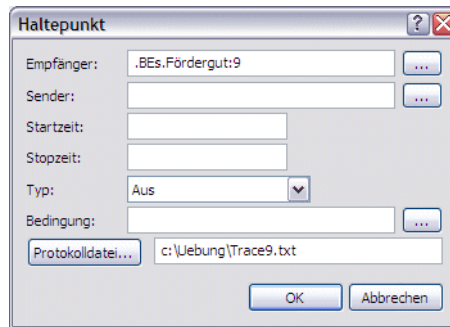 Haltepunkt
Empfänger: .BEs.Fördergut:9 ...
Sender: ...
Startzeit:
Stopzeit:
Typ: Aus
Bedingung: ...
Protokolldatei... c:\Uebung\Trace9.txt
OK Abbrechen